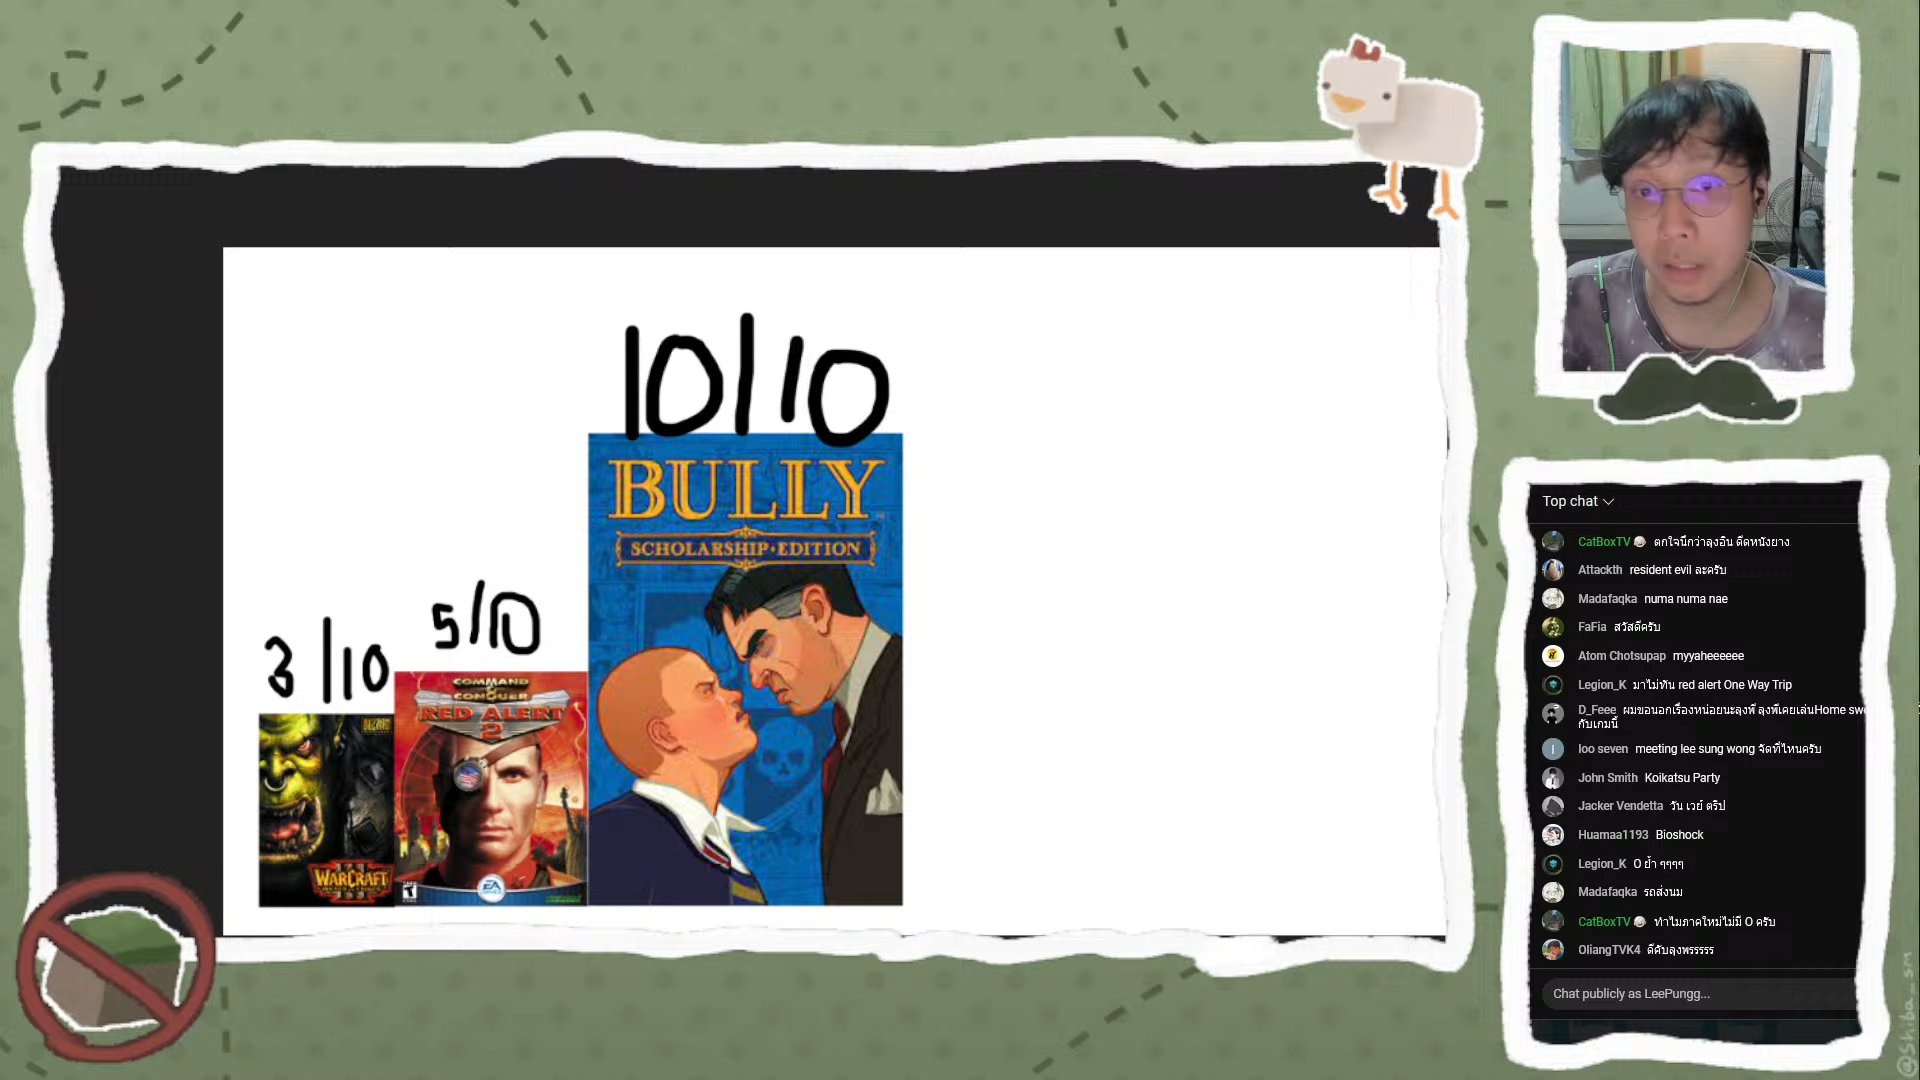 10/10
BULLY
SCHOLARSHIP·EDITION
5/10
3/10
COMMAND
&
CONQUER
RED ALERT
2
BLIZZARD
WARCRAFT
III
T
EA
GAMES
Top chat
CatBoxTV ตกใจนึกว่าลุงอิน ดีดหนังยาง
Attackth resident evil ละครับ
Madafaqka numa numa nae
FaFia สวัสดีครับ
Atom Chotsupap myyaheeeeee
Legion_K มาไม่ทัน red alert One Way Trip
D_Feee ผมขอนอกเรื่องหน่อยนะลุงพี่ ลุงพี่เคยเล่นHome swe
กับเกมนี้
loo seven meeting lee sung wong จัดที่ไหนครับ
John Smith Koikatsu Party
Jacker Vendetta วัน เวย์ ตริป
Huamaa1193 Bioshock
Legion_K O ย้ำ ๆๆๆๆ
Madafaqka รถส่งนม
CatBoxTV ทำไมภาคใหม่ไม่มี O ครับ
OliangTVK4 ดีคับลุงพรรรรร
Chat publicly as LeePungg...
@Shiba_sm